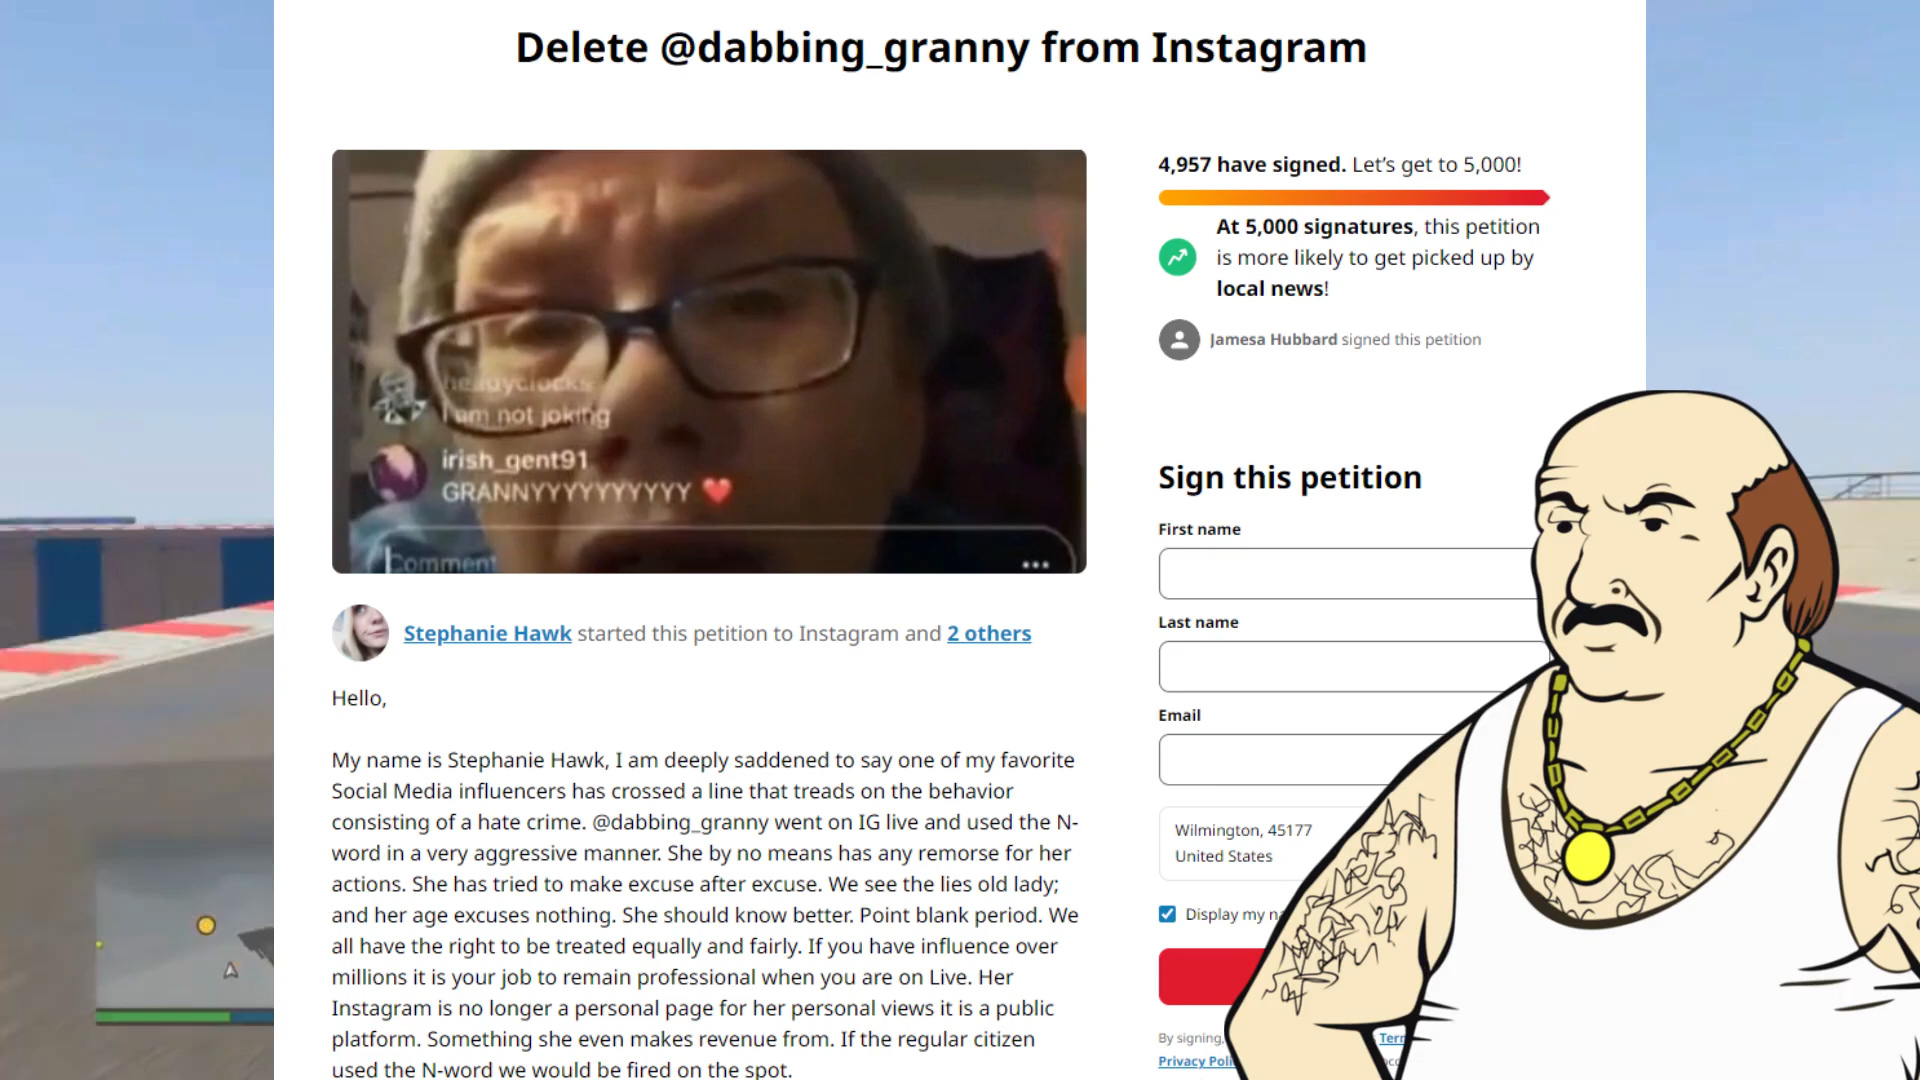 Delete @dabbing_granny from Instagram
I am not joking
irish_gent91
GRANNYYYYYYYYYY ❤️
Comment
Stephanie Hawk started this petition to Instagram and 2 others
Hello,
My name is Stephanie Hawk, I am deeply saddened to say one of my favorite
Social Media influencers has crossed a line that treads on the behavior
consisting of a hate crime. @dabbing_granny went on IG live and used the N-
word in a very aggressive manner. She by no means has any remorse for her
actions. She has tried to make excuse after excuse. We see the lies old lady;
and her age excuses nothing. She should know better. Point blank period. We
all have the right to be treated equally and fairly. If you have influence over
millions it is your job to remain professional when you are on Live. Her
Instagram is no longer a personal page for her personal views it is a public
platform. Something she even makes revenue from. If the regular citizen
used the N-word we would be fired on the spot.
4,957 have signed. Let's get to 5,000!
At 5,000 signatures, this petition
is more likely to get picked up by
local news!
Jamesa Hubbard signed this petition
Sign this petition
First name
Last name
Email
Wilmington, 45177
United States
Display my
By signing,
Privacy